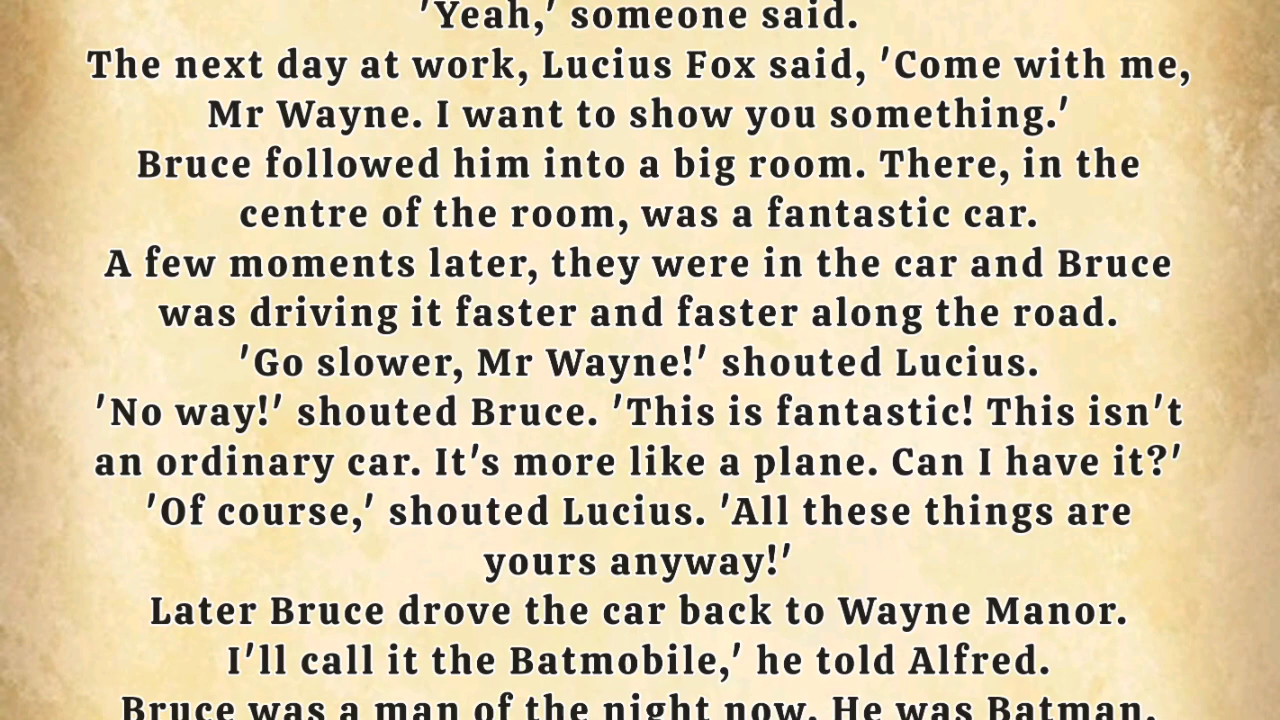 'Yeah,' someone said.
The next day at work, Lucius Fox said, 'Come with me,
Mr Wayne. I want to show you something.'
Bruce followed him into a big room. There, in the
centre of the room, was a fantastic car.
A few moments later, they were in the car and Bruce
was driving it faster and faster along the road.
'Go slower, Mr Wayne!' shouted Lucius.
'No way!' shouted Bruce. 'This is fantastic! This isn't
an ordinary car. It's more like a plane. Can I have it?'
'Of course,' shouted Lucius. 'All these things are
yours anyway!'
Later Bruce drove the car back to Wayne Manor.
I'll call it the Batmobile,' he told Alfred.
Bruce was a man of the night now. He was Batman.